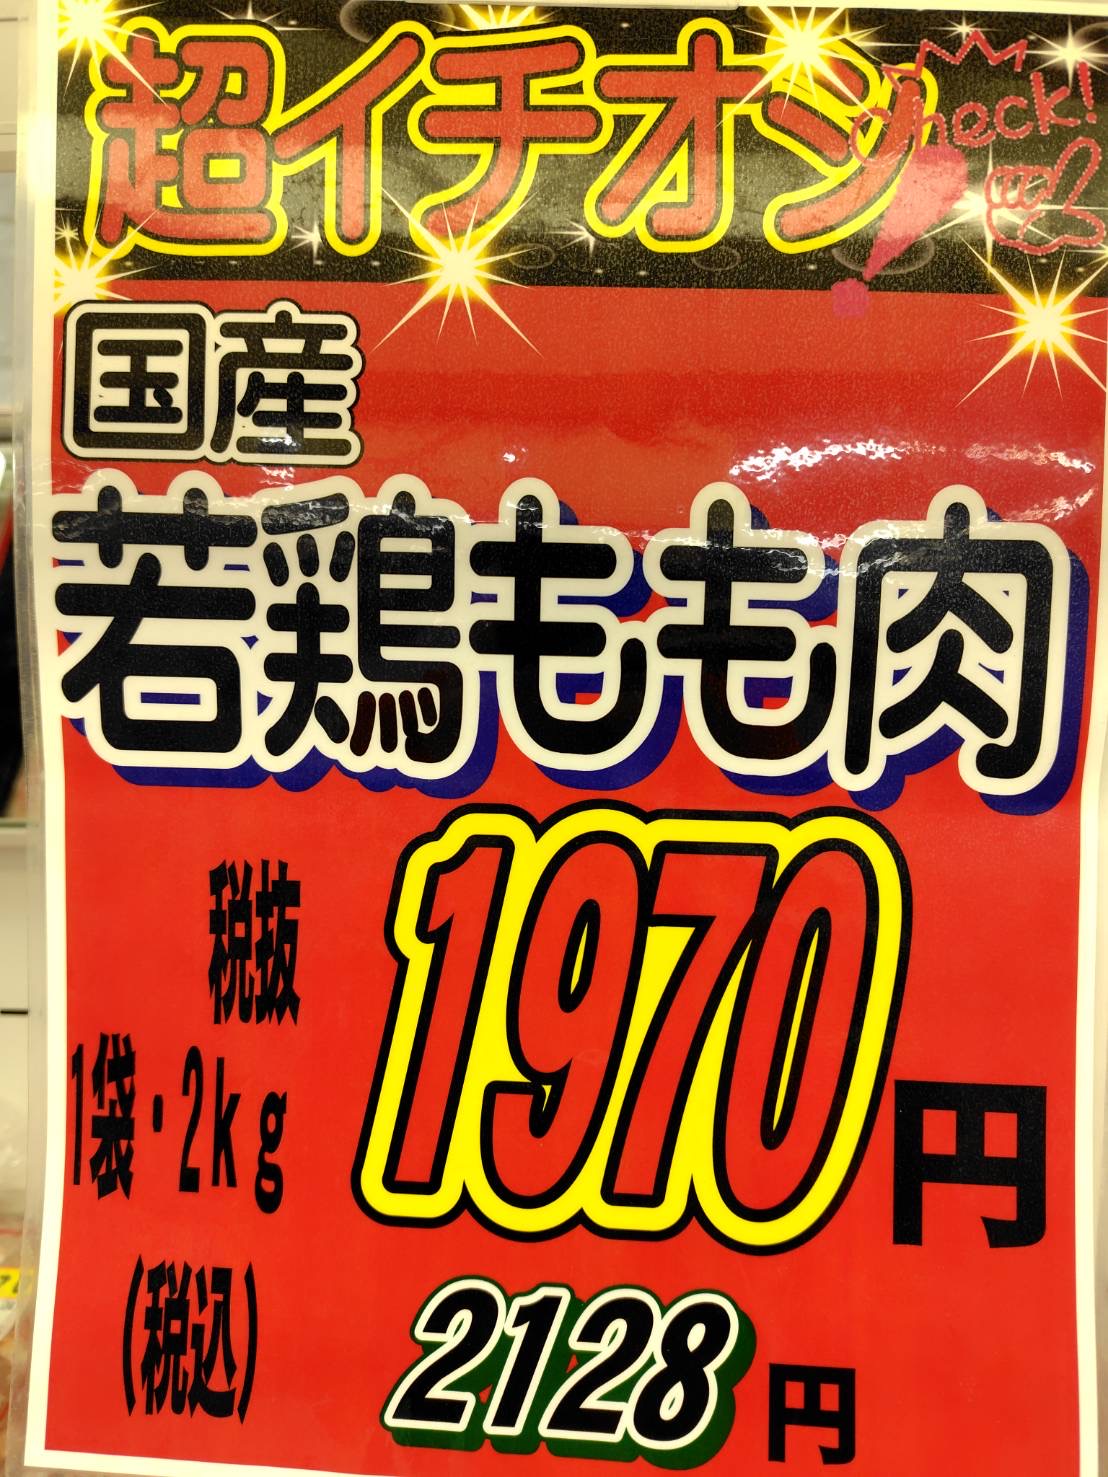 超イチオシ
Check!
国産
若鶏もも肉
税抜
1970円
1袋・2kg
(税込)
2128円